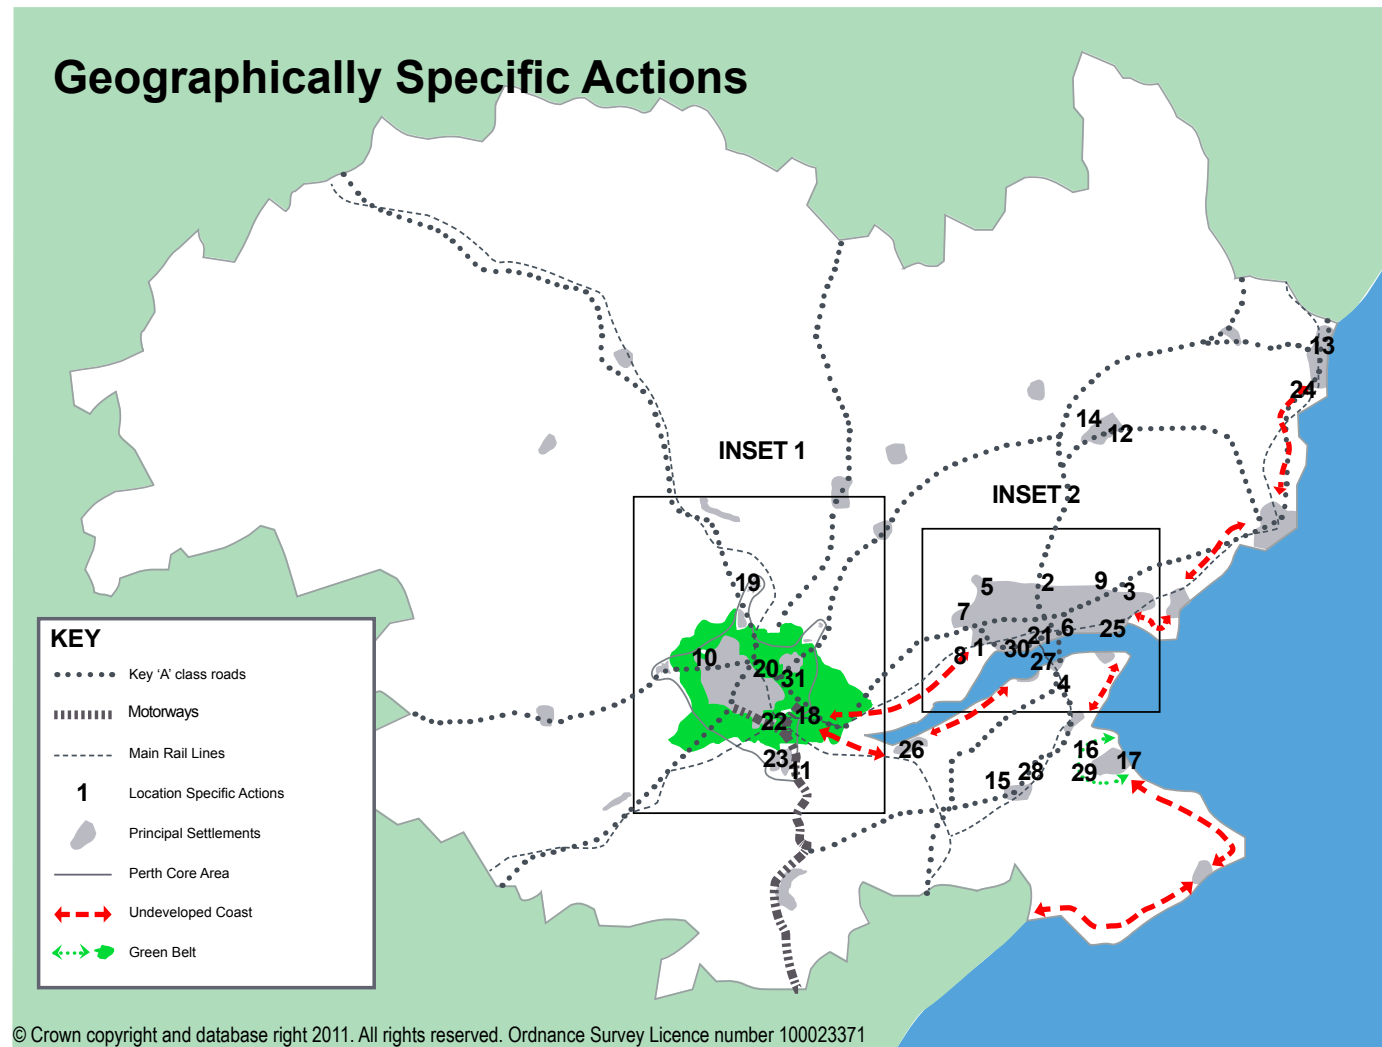 Geographically Specific Actions
13
24
14
12
INSET 1
INSET 2
19
5
2
9
3
7
6
25
21
1
30
8
27
10
20
31
4
18
22
26
16
17
23
11
15
28
29
KEY
Key ‘A’ class roads
Motorways
Main Rail Lines
1
Location Specific Actions
Principal Settlements
Perth Core Area
Undeveloped Coast
Green Belt
© Crown copyright and database right 2011. All rights reserved. Ordnance Survey Licence number 100023371